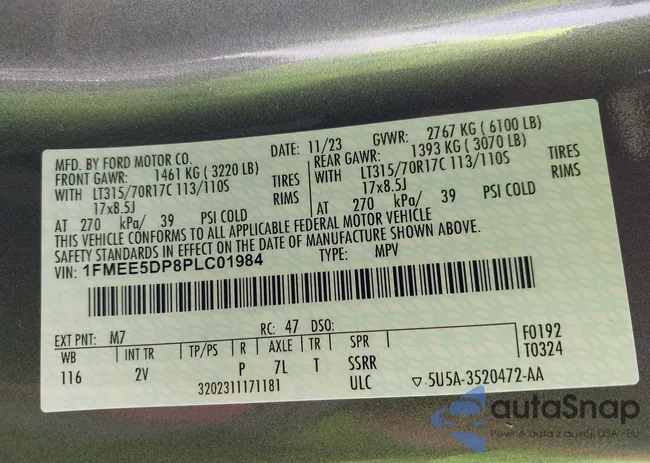 MFD. BY FORD MOTOR CO. DATE: 11/23 GVWR: 2767 KG ( 6100 LB)
FRONT GAWR: 1461 KG ( 3220 LB) REAR GAWR: 1393 KG ( 3070 LB)
WITH LT315/70R17C 113/110S TIRES WITH LT315/70R17C 113/110S TIRES
17x8.5J RIMS 17x8.5J RIMS
AT 270 kPa/ 39 PSI COLD AT 270 kPa/ 39 PSI COLD
THIS VEHICLE CONFORMS TO ALL APPLICABLE FEDERAL MOTOR VEHICLE
SAFETY STANDARDS IN EFFECT ON THE DATE OF MANUFACTURE SHOWN ABOVE.
VIN: 1FMEE5DP8PLC01984 TYPE: MPV
EXT PNT: M7 RC: 47 DSO:
WB INT TR TP/PS R AXLE TR SPR F0192
116 2V P 7L T SSRR T0324
3202311171181 ULC ▽ 5U5A-3520472-AA
autaSnap
Pewne auta z aukcji USA/EU